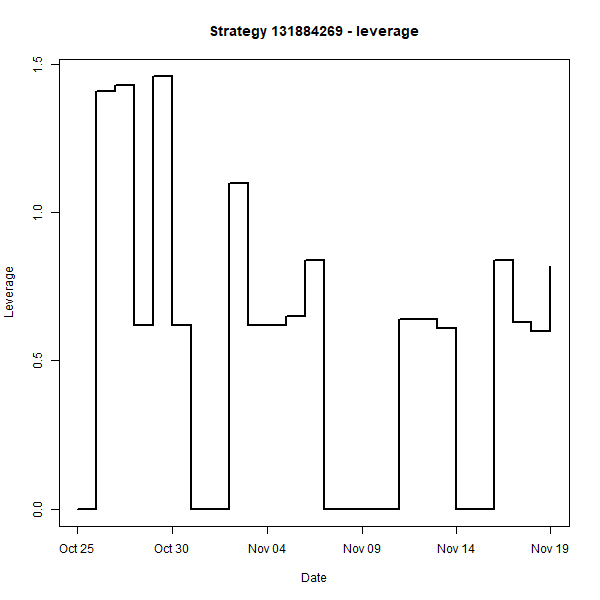 Strategy 131884269 - leverage
1.5
1.0
0.5
0.0
Leverage
Oct 25 Oct 30 Nov 04 Nov 09 Nov 14 Nov 19
Date